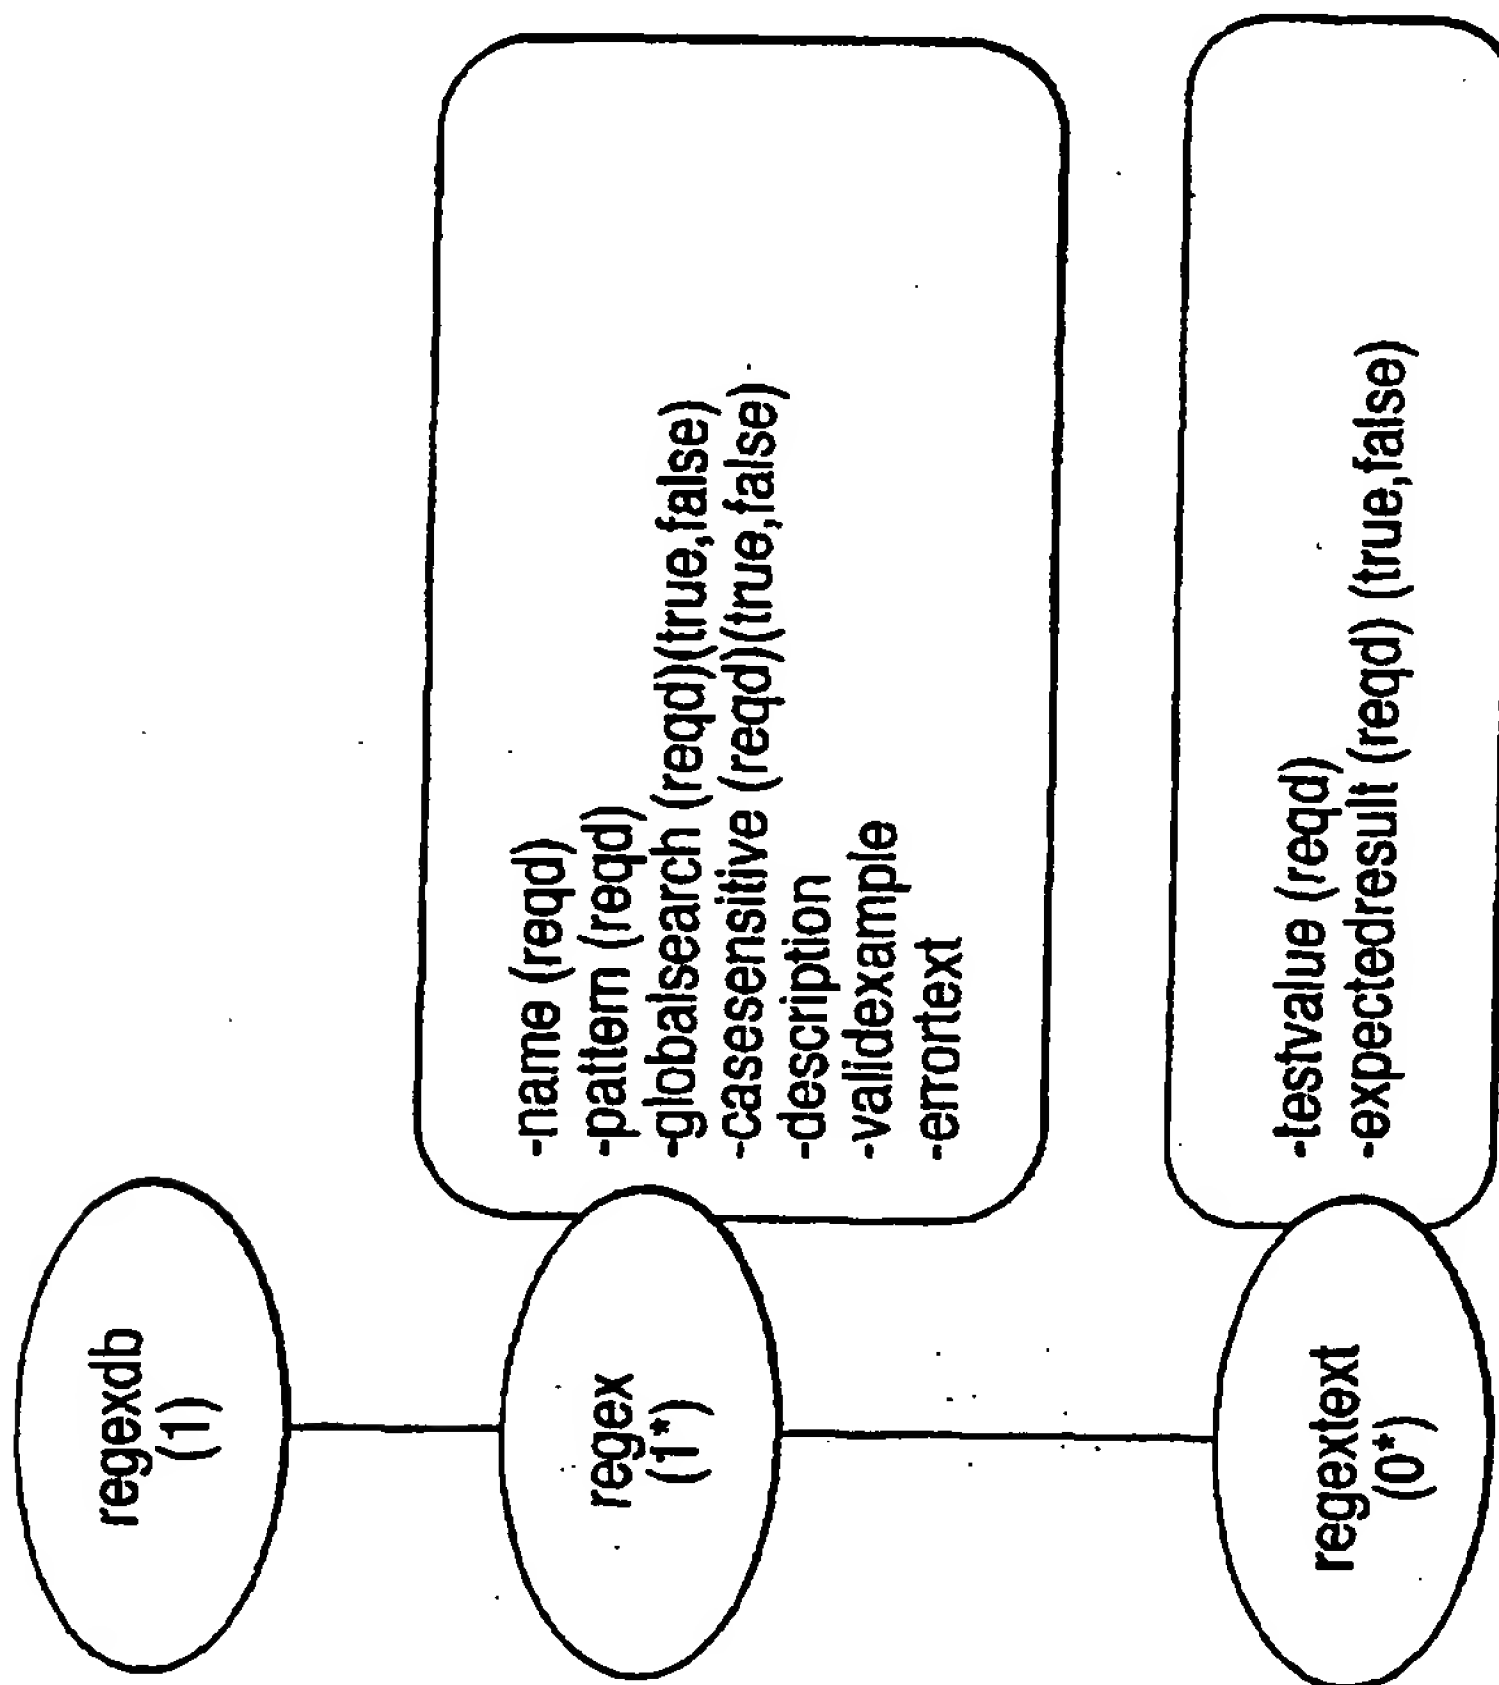 regexdb
(1)
regex
(1*)
-name (reqd)
-pattern (reqd)
-globalsearch (reqd)(true,false)
-casesensitive (reqd)(true,false)
-description
-validexample
-errortext
regextext
(0*)
-testvalue (reqd)
-expectedresult (reqd) (true,false)